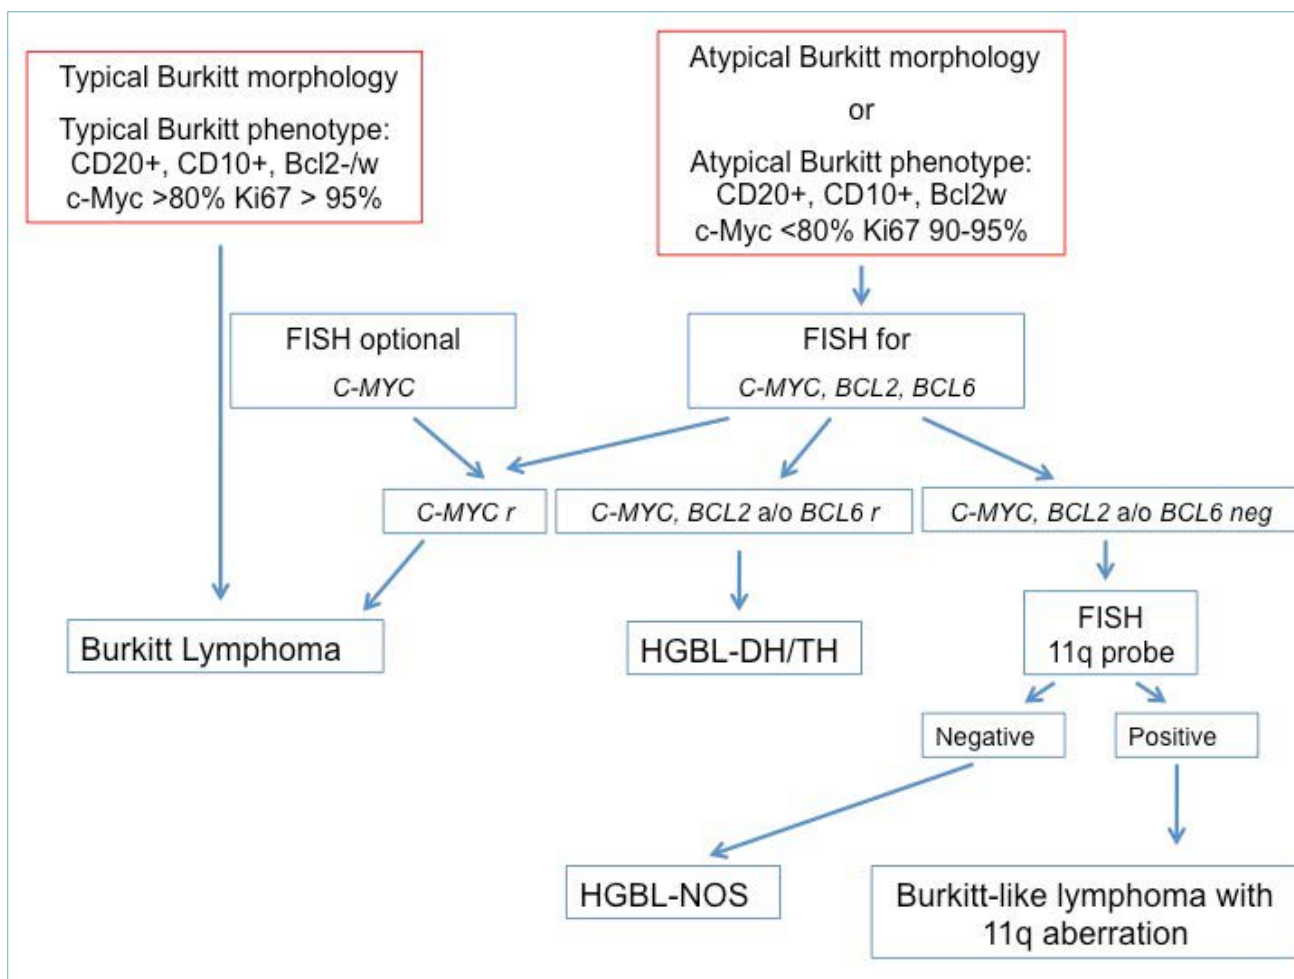 Typical Burkitt morphology
Typical Burkitt phenotype:
CD20+, CD10+, Bcl2-/w
c-Myc >80% Ki67 > 95%
Atypical Burkitt morphology
or
Atypical Burkitt phenotype:
CD20+, CD10+, Bcl2w
c-Myc <80% Ki67 90-95%
FISH optional
C-MYC
FISH for
C-MYC, BCL2, BCL6
C-MYC r
C-MYC, BCL2 a/o BCL6 r
C-MYC, BCL2 a/o BCL6 neg
Burkitt Lymphoma
HGBL-DH/TH
FISH
11q probe
Negative
Positive
HGBL-NOS
Burkitt-like lymphoma with
11q aberration